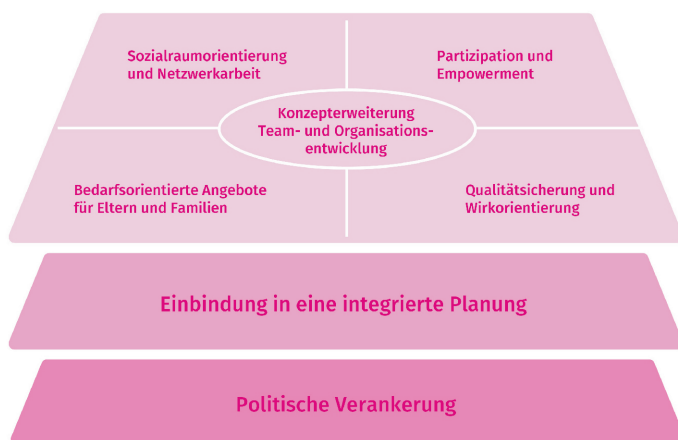 Sozialraumorientierung
und Netzwerkarbeit
Partizipation und
Empowerment
Konzepterweiterung
Team- und Organisations-
entwicklung
Bedarfsorientierte Angebote
für Eltern und Familien
Qualitätsicherung und
Wirkorientierung
Einbindung in eine integrierte Planung
Politische Verankerung